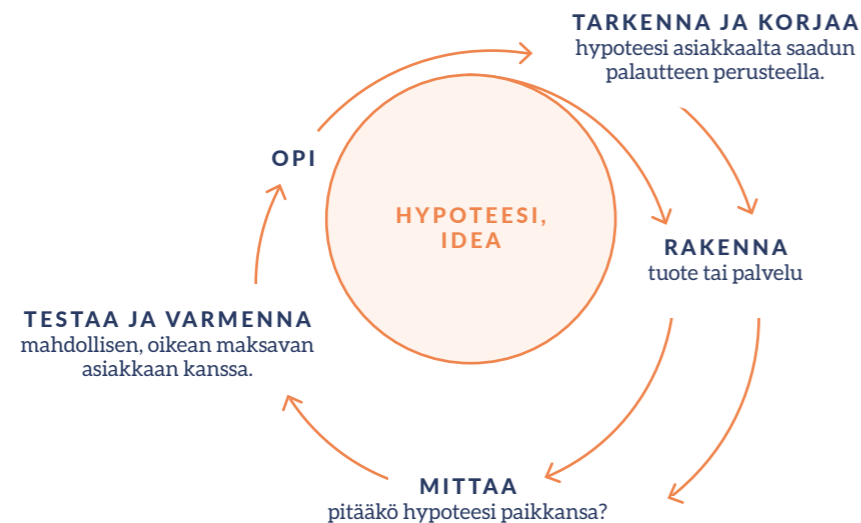 TARKENNA JA KORJAA
hypoteesi asiakkaalta saadun
palautteen perusteella.
OPI
HYPOTEESI,
IDEA
RAKENNA
tuote tai palvelu
TESTAA JA VARMENNA
mahdollisen, oikean maksavan
asiakkaan kanssa.
MITTAA
pitääkö hypoteesi paikkansa?